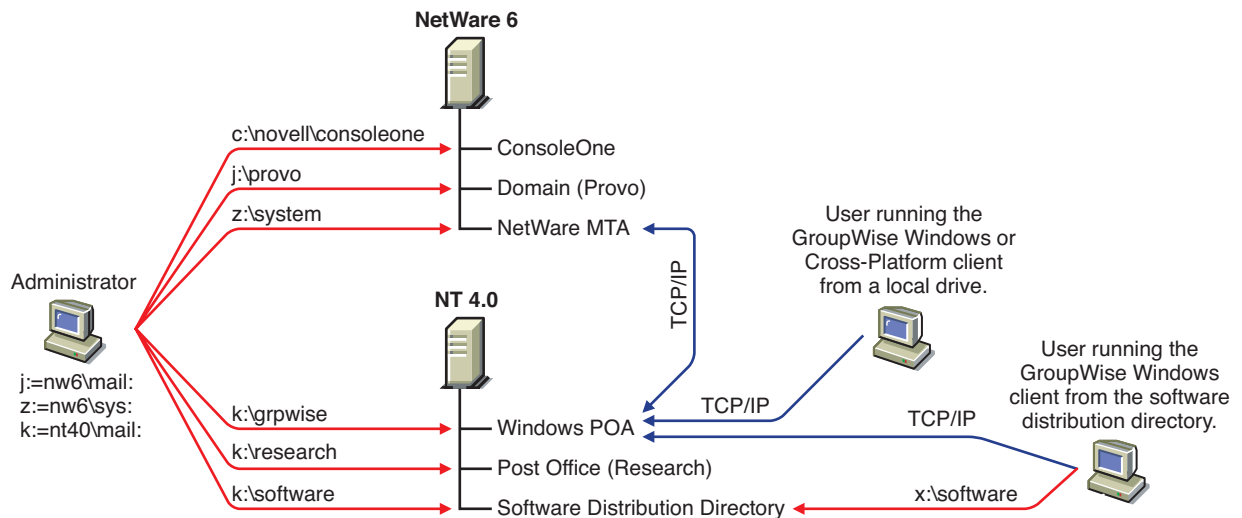 NetWare 6
c:\novell\consoleone
ConsoleOne
j:\provo
Domain (Provo)
z:\system
NetWare MTA
User running the
GroupWise Windows or
Cross-Platform client
from a local drive.
TCP/IP
Administrator
j:=nw6\mail:
z:=nw6\sys:
k:=nt40\mail:
NT 4.0
User running the
GroupWise Windows
client from the software
distribution directory.
k:\grpwise
Windows POA
TCP/IP
TCP/IP
k:\research
Post Office (Research)
k:\software
Software Distribution Directory
x:\software